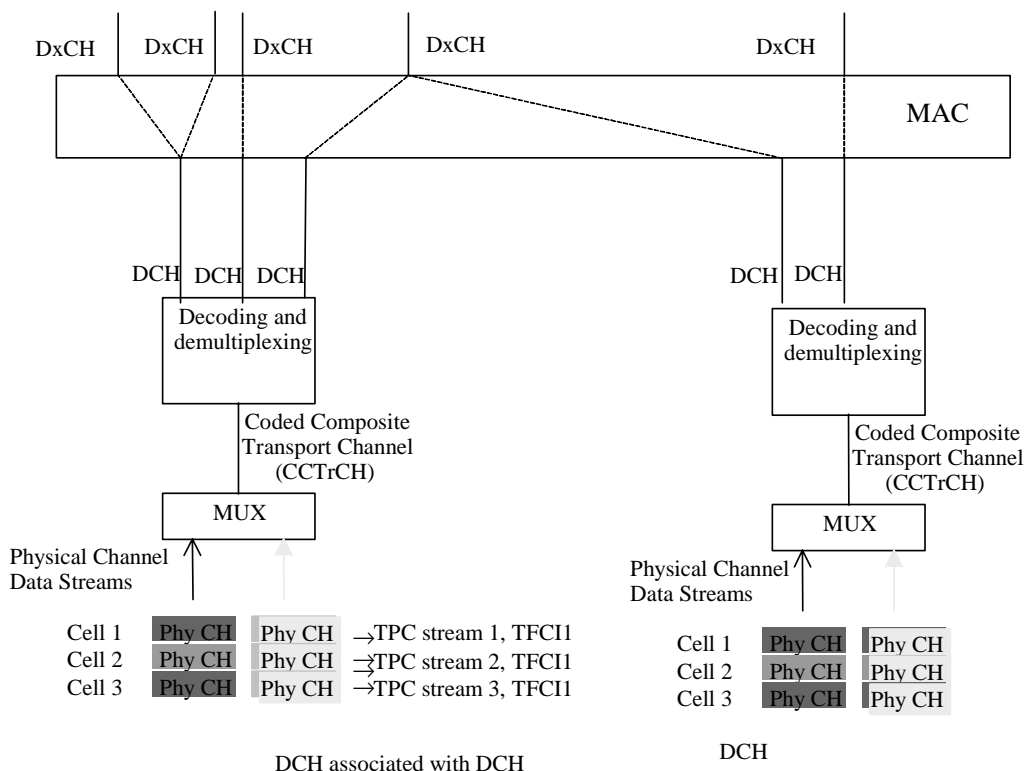 DxCH DxCH DxCH DxCH DxCH
MAC
DCH DCH DCH DCH DCH
Decoding and
demultiplexing
Decoding and
demultiplexing
Coded Composite
Transport Channel
(CCTrCH)
Coded Composite
Transport Channel
(CCTrCH)
MUX
MUX
Physical Channel
Data Streams
Physical Channel
Data Streams
Cell 1 Phy CH Phy CH →TPC stream 1, TFCI1
Cell 2 Phy CH Phy CH →TPC stream 2, TFCI1
Cell 3 Phy CH Phy CH →TPC stream 3, TFCI1
Cell 1 Phy CH Phy CH
Cell 2 Phy CH Phy CH
Cell 3 Phy CH Phy CH
DCH associated with DCH
DCH